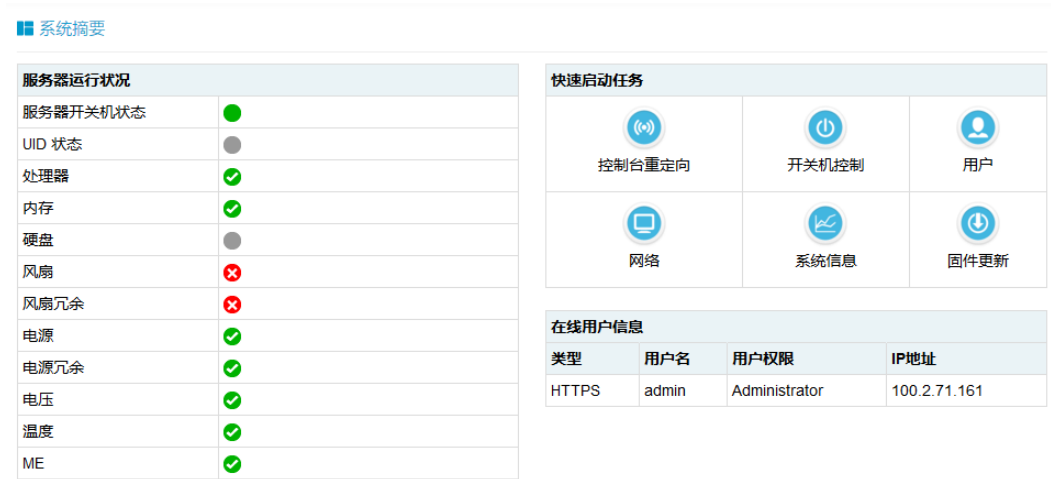 系统摘要
服务器运行状况
服务器开关机状态
UID 状态
处理器
内存
硬盘
风扇
风扇冗余
电源
电源冗余
电压
温度
ME
快速启动任务
控制台重定向 开关机控制 用户
网络 系统信息 固件更新
在线用户信息
类型 用户名 用户权限 IP地址
HTTPS admin Administrator 100.2.71.161